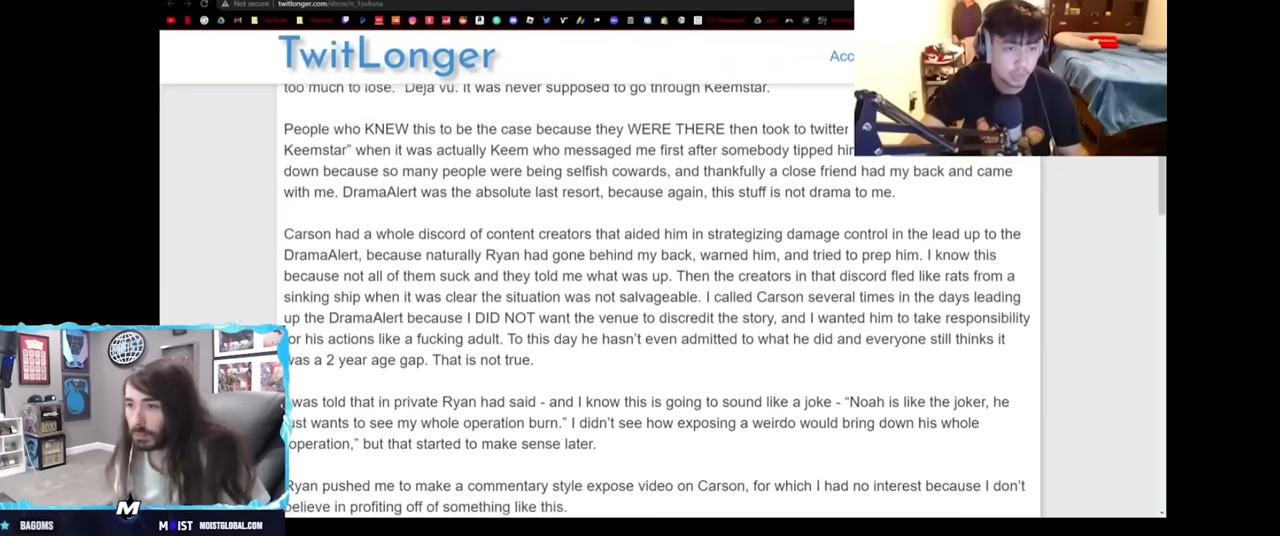 Not secure | twitlonger.com/show/n_1sv4una
TwitLonger
Acc
too much to lose." Deja vu. It was never supposed to go through Keemstar.
People who KNEW this to be the case because they WERE THERE then took to twitter
Keemstar" when it was actually Keem who messaged me first after somebody tipped him
down because so many people were being selfish cowards, and thankfully a close friend had my back and came
with me. DramaAlert was the absolute last resort, because again, this stuff is not drama to me.
Carson had a whole discord of content creators that aided him in strategizing damage control in the lead up to the
DramaAlert, because naturally Ryan had gone behind my back, warned him, and tried to prep him. I know this
because not all of them suck and they told me what was up. Then the creators in that discord fled like rats from a
sinking ship when it was clear the situation was not salvageable. I called Carson several times in the days leading
up the DramaAlert because I DID NOT want the venue to discredit the story, and I wanted him to take responsibility
for his actions like a fucking adult. To this day he hasn't even admitted to what he did and everyone still thinks it
was a 2 year age gap. That is not true.
was told that in private Ryan had said - and I know this is going to sound like a joke - "Noah is like the joker, he
just wants to see my whole operation burn." I didn't see how exposing a weirdo would bring down his whole
operation," but that started to make sense later.
Ryan pushed me to make a commentary style expose video on Carson, for which I had no interest because I don't
believe in profiting off of something like this.
M
BAGOMS
MOIST MOISTGLOBAL.COM